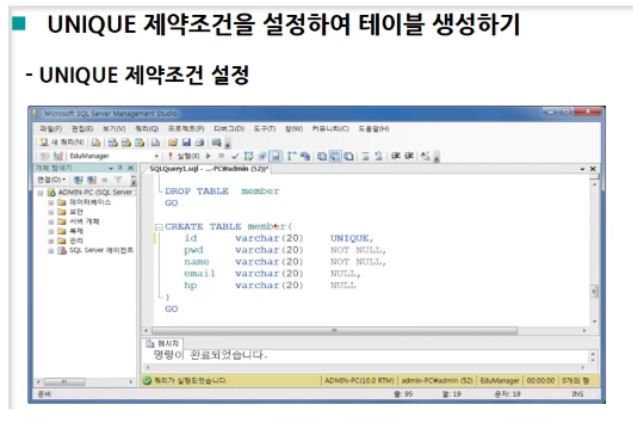 UNIQUE 제약조건을 설정하여 테이블 생성하기
- UNIQUE 제약조건 설정
Microsoft SQL Server Management Studio
파일(F) 편집(E) 보기(V) 쿼리(Q) 프로젝트(P) 디버그(D) 도구(T) 창(W) 커뮤니티(C) 도움말(H)
새 쿼리(N)
EduManager
실행(X)
개체 탐색기
SQLQuery1.sql - ...-PC\admin (52))*
연결(O)
ADMIN-PC (SQL Server
데이터베이스
보안
서버 개체
복제
관리
SQL Server 에이전트
DROP TABLE member
GO
CREATE TABLE member(
id varchar(20) UNIQUE,
pwd varchar(20) NOT NULL,
name varchar(20) NOT NULL,
email varchar(20) NULL,
hp varchar(20) NULL
)
GO
메시지
명령이 완료되었습니다.
쿼리가 실행되었습니다.
ADMIN-PC(10.0 RTM) admin-PC\admin (52) EduManager 00:00:00 0개의 행
준비
줄: 95 열: 19 문자: 19 INS